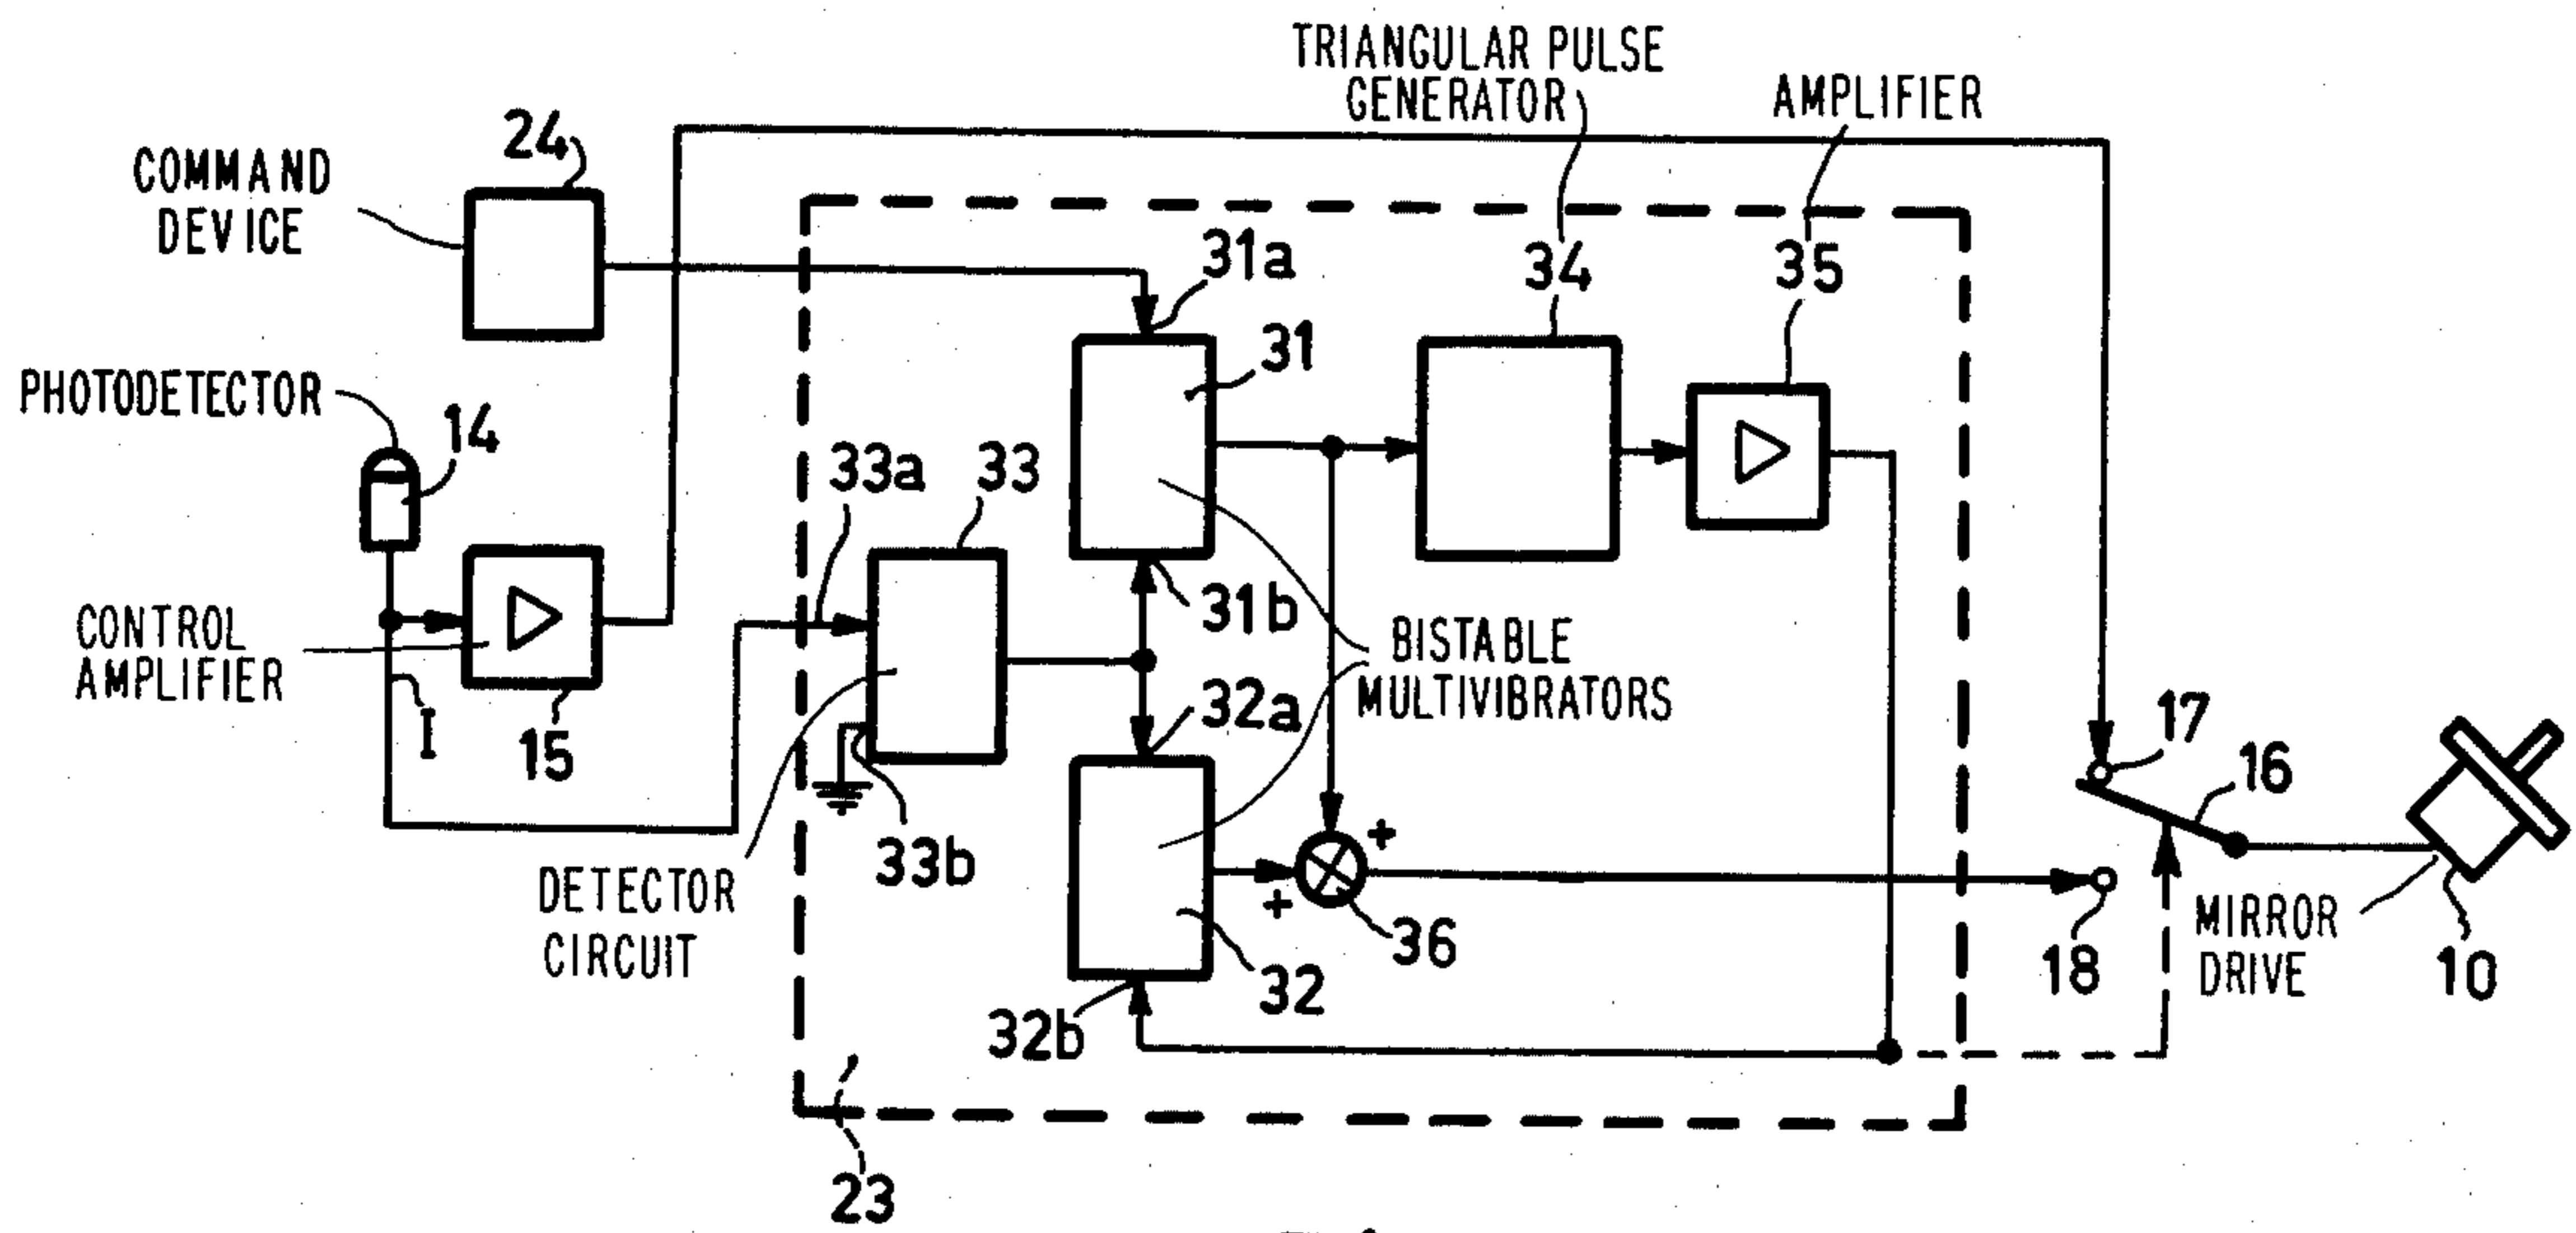 TRIANGULAR PULSE
GENERATOR
AMPLIFIER
24
COMMAND
DEVICE
31a
34
35
31
PHOTODETECTOR
14
33a
33
31b
CONTROL
AMPLIFIER
BISTABLE
MULTIVIBRATORS
I
15
32a
17
16
+
33b
DETECTOR
CIRCUIT
+
36
18
MIRROR
DRIVE
10
32
32b
23